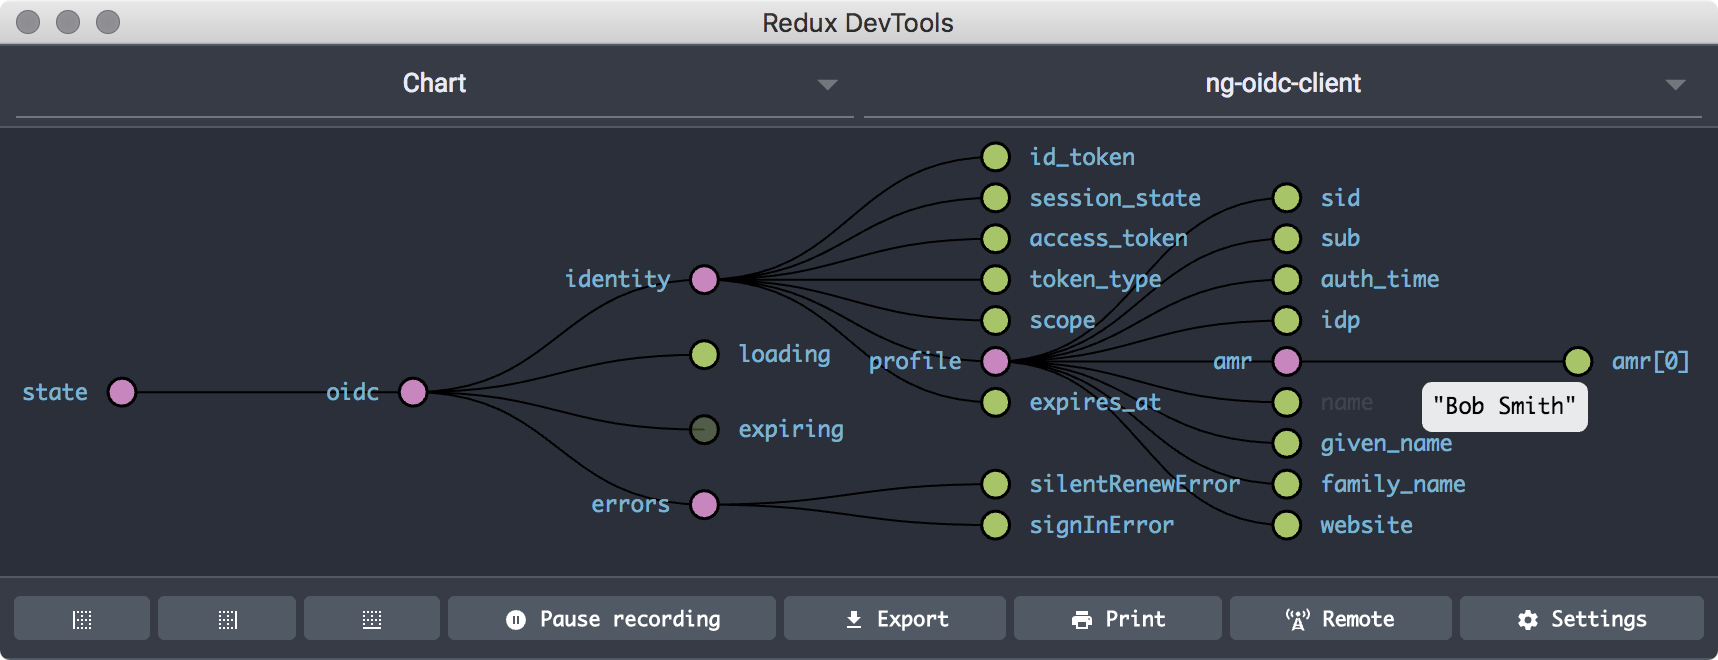 Redux DevTools
Chart
ng-oidc-client
id_token
session_state
sid
access_token
sub
identity
token_type
auth_time
scope
idp
loading
profile
amr
amr[0]
state
oidc
expires_at
name
"Bob Smith"
expiring
given_name
silentRenewError
family_name
errors
signInError
website
Pause recording
Export
Print
Remote
Settings